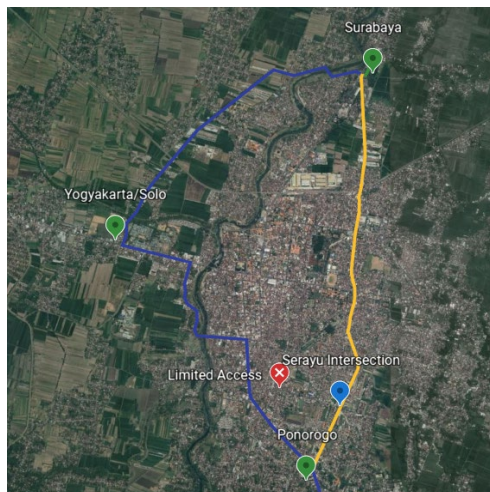 Surabaya
Yogyakarta/Solo
Serayu Intersection
Limited Access
Ponorogo